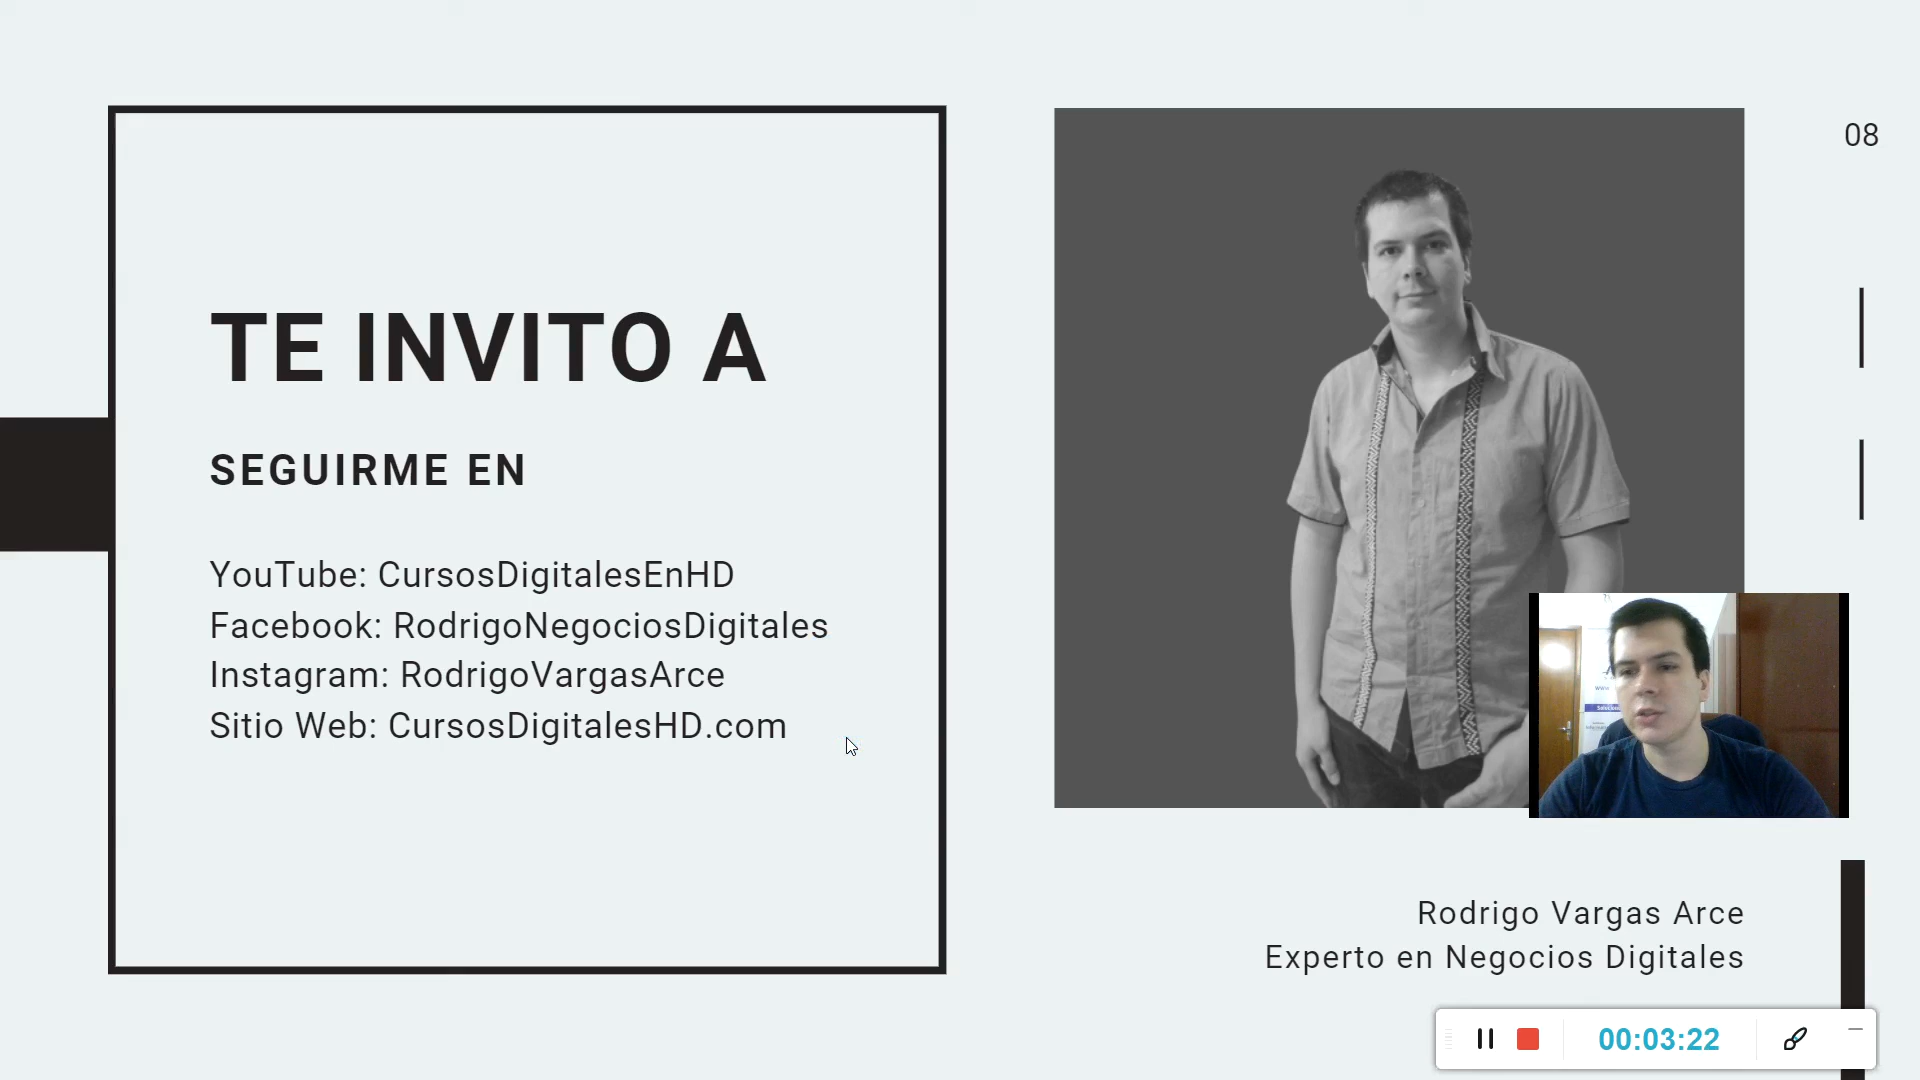 08
TE INVITO A
SEGUIRME EN
YouTube: CursosDigitalesEnHD
Facebook: RodrigoNegociosDigitales
Instagram: RodrigoVargasArce
Sitio Web: CursosDigitalesHD.com
Rodrigo Vargas Arce
Experto en Negocios Digitales
00:03:22